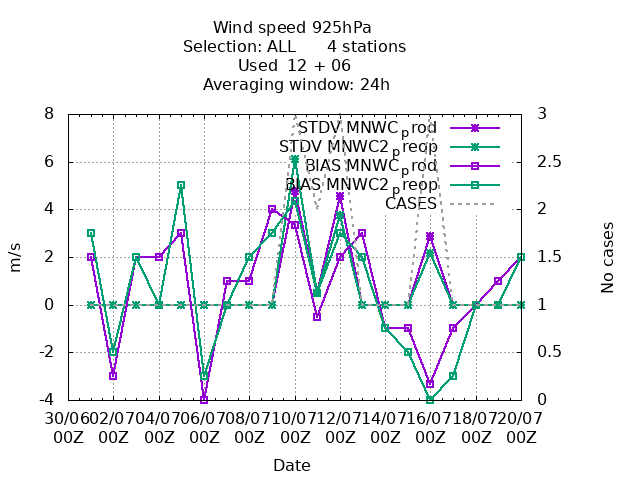 Wind speed 925hPa
Selection: ALL 4 stations
Used 12 + 06
Averaging window: 24h
8 3
STDV MNWC_prod
STDV MNWC2_preop
6 2.5
BIAS MNWC_prod
BIAS MNWC2_preop
CASES
4 2
m/s
2 1.5
No cases
0 1
-2 0.5
-4 0
30/06 02/07 04/07 06/07 08/07 10/07 12/07 14/07 16/07 18/07 20/07
00Z 00Z 00Z 00Z 00Z 00Z 00Z 00Z 00Z 00Z 00Z
Date